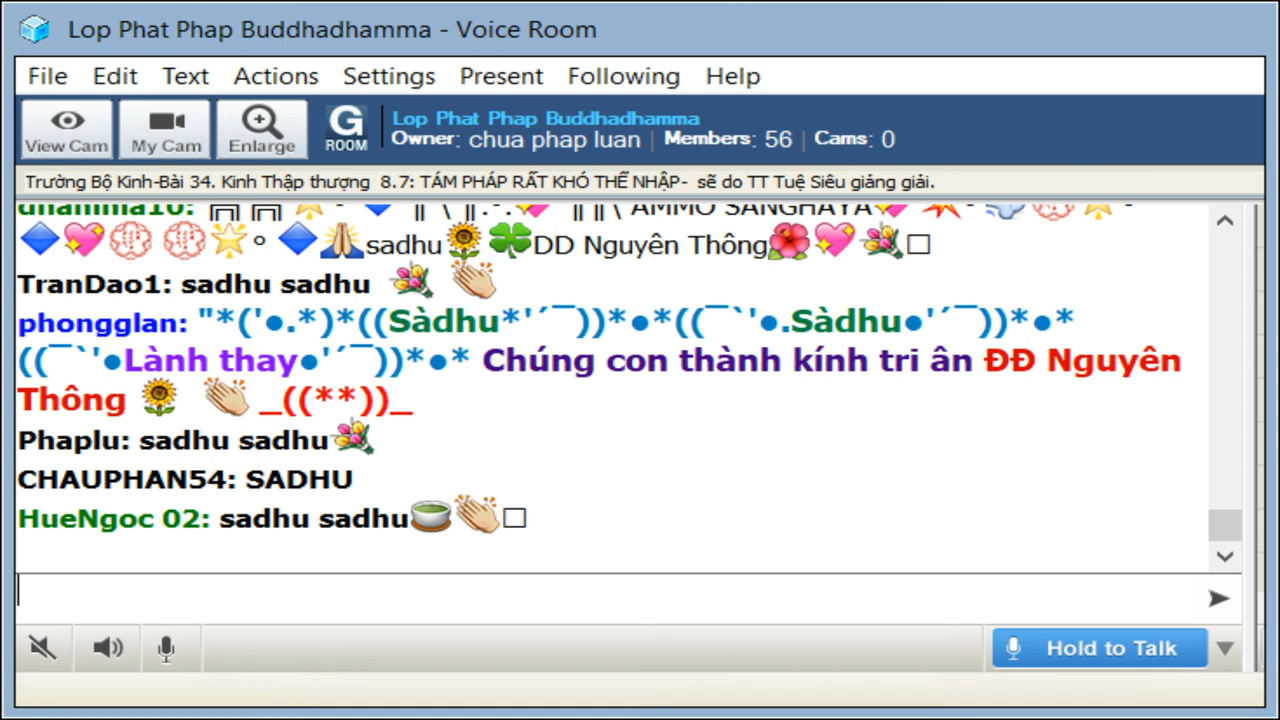 Lop Phat Phap Buddhadhamma - Voice Room
File Edit Text Actions Settings Present Following Help
View Cam My Cam Enlarge G ROOM
Lop Phat Phap Buddhadhamma
Owner: chua phap luan | Members: 56 | Cams: 0
Trường Bộ Kinh-Bài 34. Kinh Thập thượng 8.7: TÁM PHÁP RẤT KHÓ THỂ NHẬP- sẽ do TT Tuệ Siêu giảng giải.
dhamma10: AMMO SANGHAYA
sadhu DD Nguyên Thông
TranDao1: sadhu sadhu
phongglan: "*('●.*)*((Sàdhu*'´¯))*●*((¯`'●.Sàdhu●'´¯))*●*
((¯`'●Lành thay●'´¯))*●* Chúng con thành kính tri ân ĐĐ Nguyên
Thông _((**))_
Phaplu: sadhu sadhu
CHAUPHAN54: SADHU
HueNgoc 02: sadhu sadhu
Hold to Talk